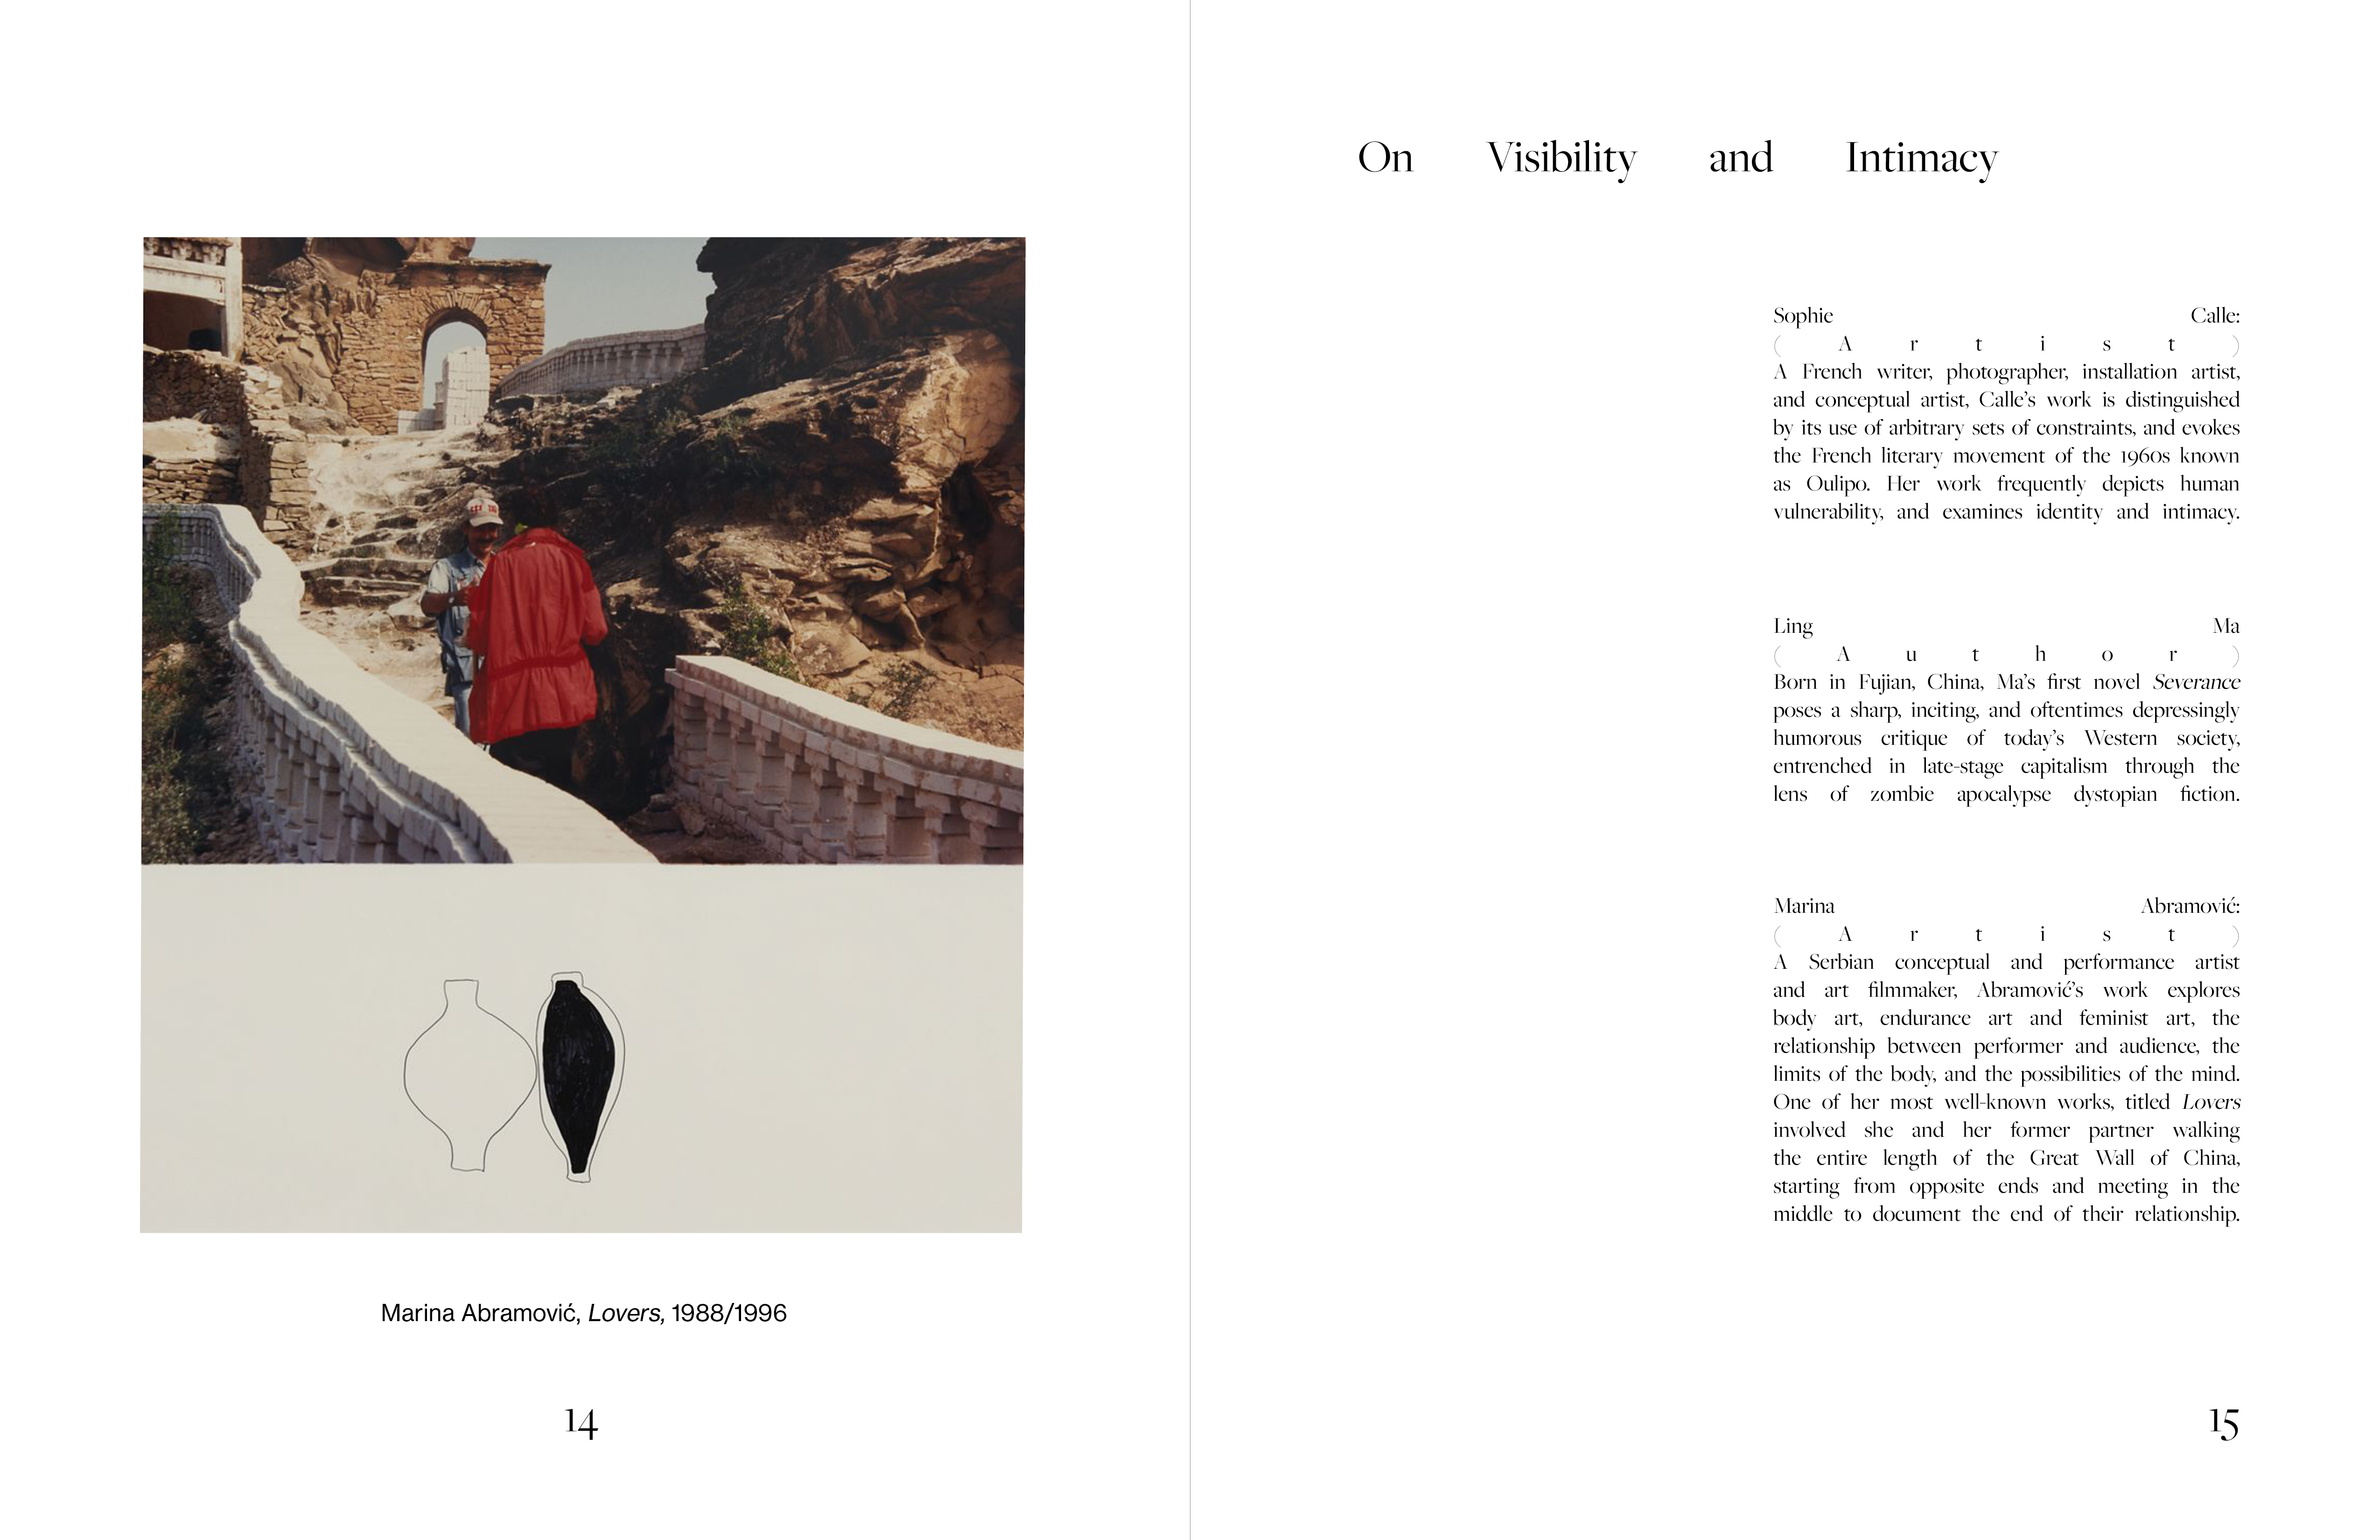 Marina Abramović, Lovers, 1988/1996
14
On Visibility and Intimacy
Sophie Calle:
( A r t i s t )
A French writer, photographer, installation artist,
and conceptual artist, Calle's work is distinguished
by its use of arbitrary sets of constraints, and evokes
the French literary movement of the 1960s known
as Oulipo. Her work frequently depicts human
vulnerability, and examines identity and intimacy.
Ling Ma
( A u t h o r )
Born in Fujian, China, Ma's first novel Severance
poses a sharp, inciting, and oftentimes depressingly
humorous critique of today's Western society,
entrenched in late-stage capitalism through the
lens of zombie apocalypse dystopian fiction.
Marina Abramović:
( A r t i s t )
A Serbian conceptual and performance artist
and art filmmaker, Abramović's work explores
body art, endurance art and feminist art, the
relationship between performer and audience, the
limits of the body, and the possibilities of the mind.
One of her most well-known works, titled Lovers
involved she and her former partner walking
the entire length of the Great Wall of China,
starting from opposite ends and meeting in the
middle to document the end of their relationship.
15